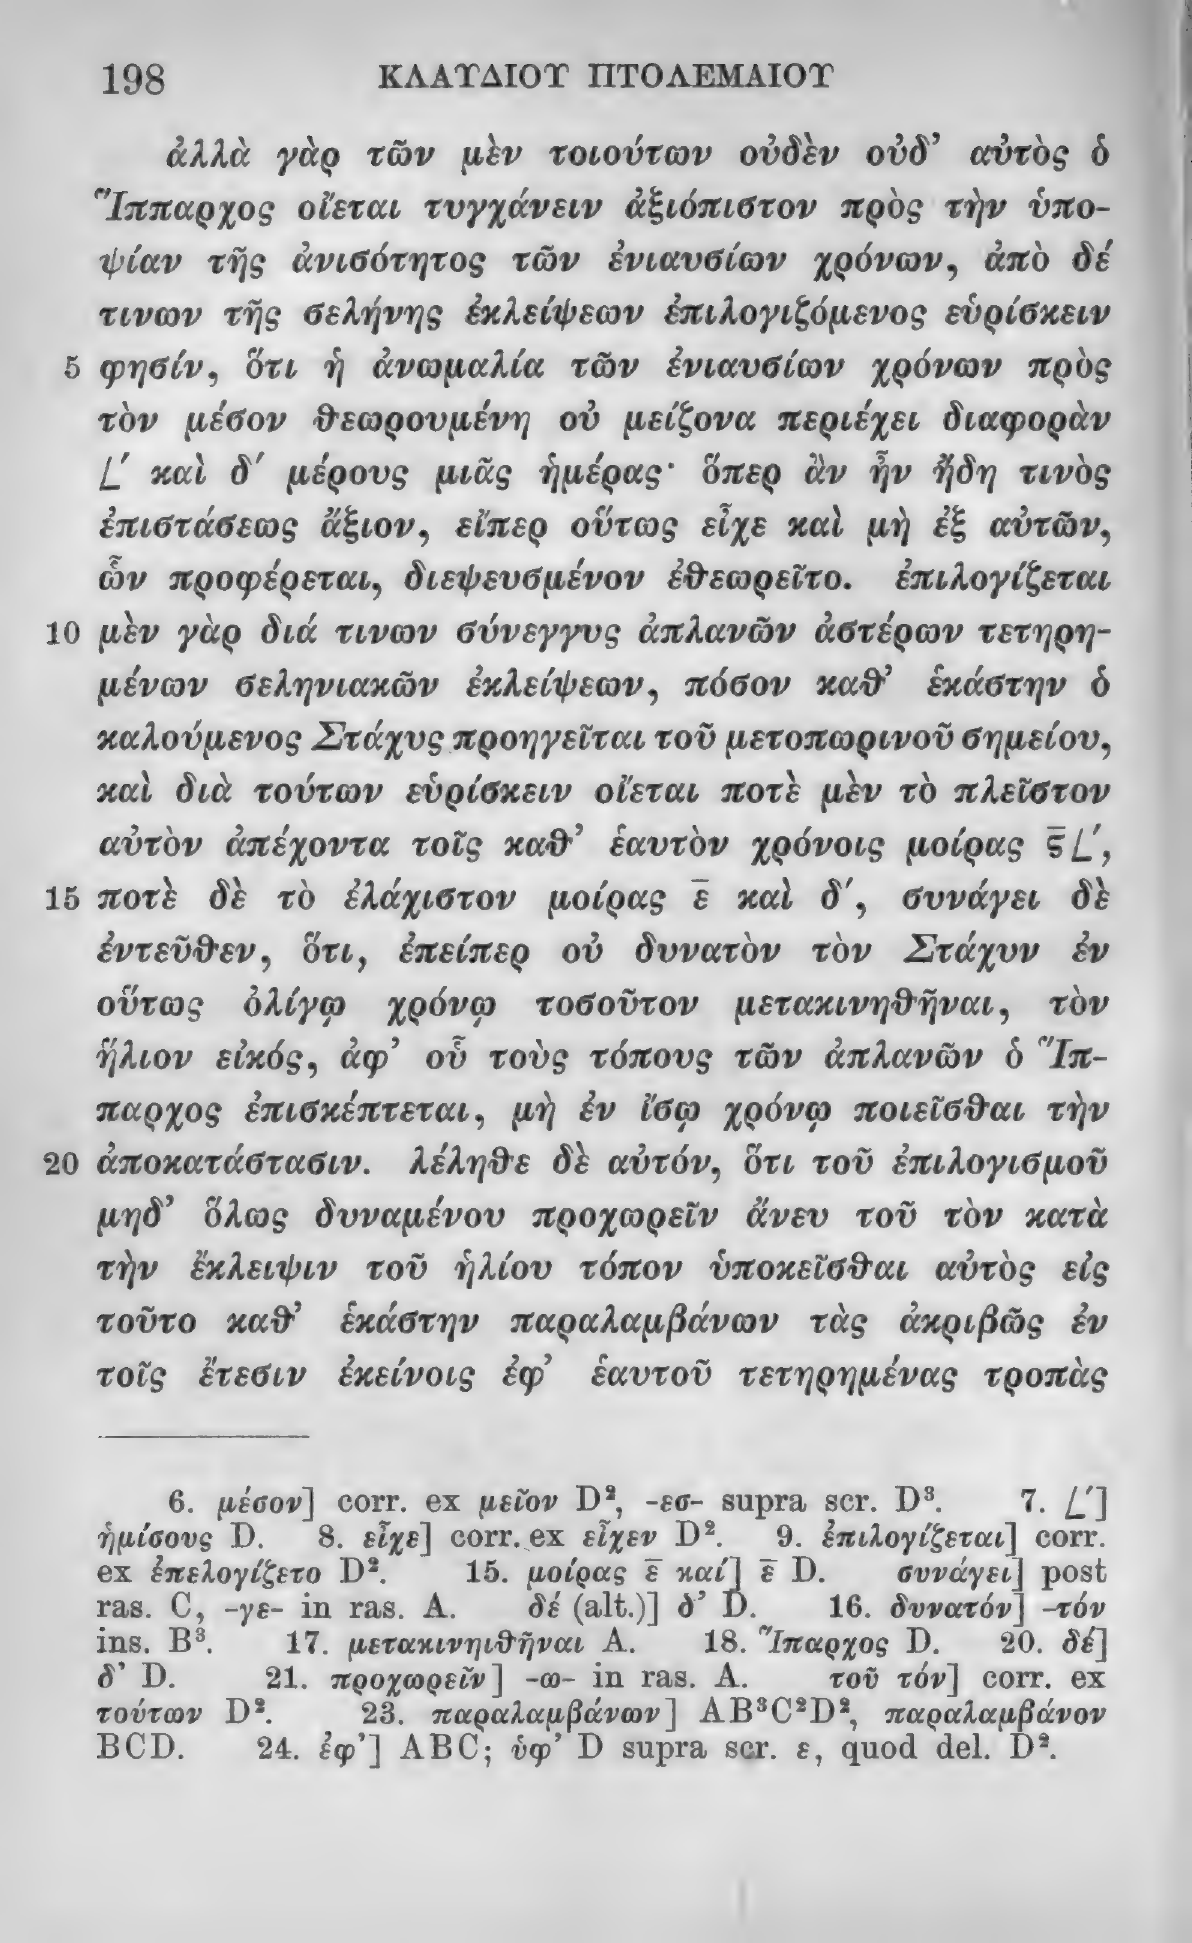 198 ΚΛΑΥΔΙΟΥ ΠΤΟΛΕΜΑΙΟΥ
ἀλλὰ γὰρ τῶν μὲν τοιούτων οὐδὲν οὐδ’ αὐτὸς ὁ
Ἵππαρχος οἴεται τυγχάνειν ἀξιόπιστον πρὸς τὴν ὑπο-
ψίαν τῆς ἀνισότητος τῶν ἐνιαυσίων χρόνων, ἀπὸ δέ
τινων τῆς σελήνης ἐκλείψεων ἐπιλογιζόμενος εὑρίσκειν
5 φησίν, ὅτι ἡ ἀνωμαλία τῶν ἐνιαυσίων χρόνων πρὸς
τὸν μέσον θεωρουμένη οὐ μείζονα περιέχει διαφορὰν
∠′ καὶ δ′ μέρους μιᾶς ἡμέρας· ὅπερ ἂν ἦν ἤδη τινὸς
ἐπιστάσεως ἄξιον, εἴπερ οὕτως εἶχε καὶ μὴ ἐξ αὐτῶν,
ὧν προφέρεται, διεψευσμένον ἐθεωρεῖτο. ἐπιλογίζεται
10 μὲν γὰρ διά τινων σύνεγγυς ἀπλανῶν ἀστέρων τετηρη-
μένων σεληνιακῶν ἐκλείψεων, πόσον καθ’ ἑκάστην ὁ
καλούμενος Στάχυς προηγεῖται τοῦ μετοπωρινοῦ σημείου,
καὶ διὰ τούτων εὑρίσκειν οἴεται ποτὲ μὲν τὸ πλεῖστον
αὐτὸν ἀπέχοντα τοῖς καθ’ ἑαυτὸν χρόνοις μοίρας ϛ̄∠′,
15 ποτὲ δὲ τὸ ἐλάχιστον μοίρας ε̄ καὶ δ′, συνάγει δὲ
ἐντεῦθεν, ὅτι, ἐπείπερ οὐ δυνατὸν τὸν Στάχυν ἐν
οὕτως ὀλίγῳ χρόνῳ τοσοῦτον μετακινηθῆναι, τὸν
ἥλιον εἰκός, ἀφ’ οὗ τοὺς τόπους τῶν ἀπλανῶν ὁ Ἵπ-
παρχος ἐπισκέπτεται, μὴ ἐν ἴσῳ χρόνῳ ποιεῖσθαι τὴν
20 ἀποκατάστασιν. λέληθε δὲ αὐτόν, ὅτι τοῦ ἐπιλογισμοῦ
μηδ’ ὅλως δυναμένου προχωρεῖν ἄνευ τοῦ τὸν κατὰ
τὴν ἔκλειψιν τοῦ ἡλίου τόπον ὑποκεῖσθαι αὐτὸς εἰς
τοῦτο καθ’ ἑκάστην παραλαμβάνων τὰς ἀκριβῶς ἐν
τοῖς ἔτεσιν ἐκείνοις ἐφ’ ἑαυτοῦ τετηρημένας τροπὰς
6. μέσον] corr. ex μεῖον D², -εσ- supra scr. D³. 7. ∠′]
ἡμίσους D. 8. εἶχε] corr. ex εἶχεν D². 9. ἐπιλογίζεται] corr.
ex ἐπελογίζετο D². 15. μοίρας ε̄ καί] ε̄ D. συνάγει] post
ras. C, -γε- in ras. A. δέ (alt.)] δ’ D. 16. δυνατόν] -τόν
ins. B³. 17. μετακινηιθῆναι A. 18. Ἵπαρχος D. 20. δέ]
δ’ D. 21. προχωρεῖν] -ω- in ras. A. τοῦ τόν] corr. ex
τούτων D². 23. παραλαμβάνων] AB³C²D², παραλαμβάνον
BCD. 24. ἐφ’] ABC; ὑφ’ D supra scr. ε, quod del. D².